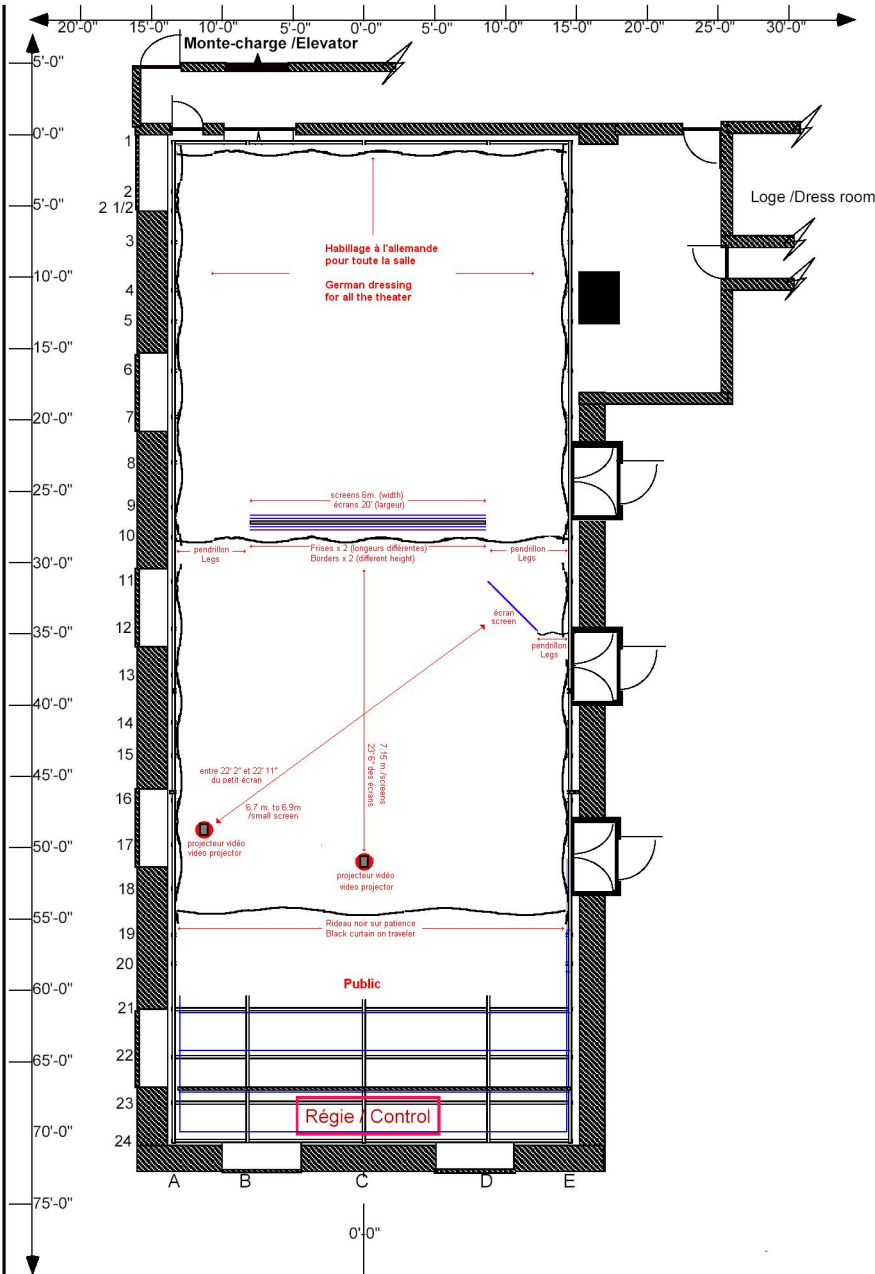 20'-0" 15'-0" 10'-0" 5'-0" 0'-0" 5'-0" 10'-0" 15'-0" 20'-0" 25'-0" 30'-0"
Monte-charge /Elevator
5'-0"
0'-0"
5'-0"
10'-0"
15'-0"
20'-0"
25'-0"
30'-0"
35'-0"
40'-0"
45'-0"
50'-0"
55'-0"
60'-0"
65'-0"
70'-0"
75'-0"
1
2
2 1/2
3
4
5
6
7
8
9
10
11
12
13
14
15
16
17
18
19
20
21
22
23
24
Loge /Dress room
Habillage à l'allemande
pour toute la salle
German dressing
for all the theater
screens 6m. (width)
écrans 20' (largeur)
pendrillon
Legs
Frises x 2 (longeurs différentes)
Borders x 2 (different height)
pendrillon
Legs
écran
screen
pendrillon
Legs
7.15 m./screens
23' 6" des écrans
entre 22' 2" et 22' 11"
du petit écran
6.7 m. to 6.9m
/small screen
projecteur vidéo
video projector
projecteur vidéo
video projector
Rideau noir sur patience
Black curtain on traveler
Public
Régie / Control
A B C D E
0'-0"